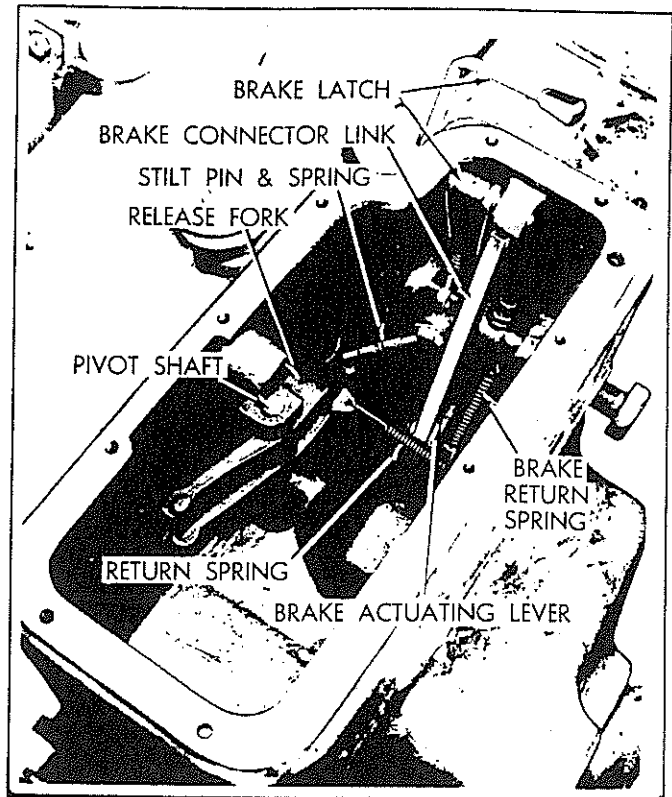 BRAKE LATCH
BRAKE CONNECTOR LINK
STILT PIN & SPRING
RELEASE FORK
PIVOT SHAFT
BRAKE
RETURN
SPRING
RETURN SPRING
BRAKE ACTUATING LEVER